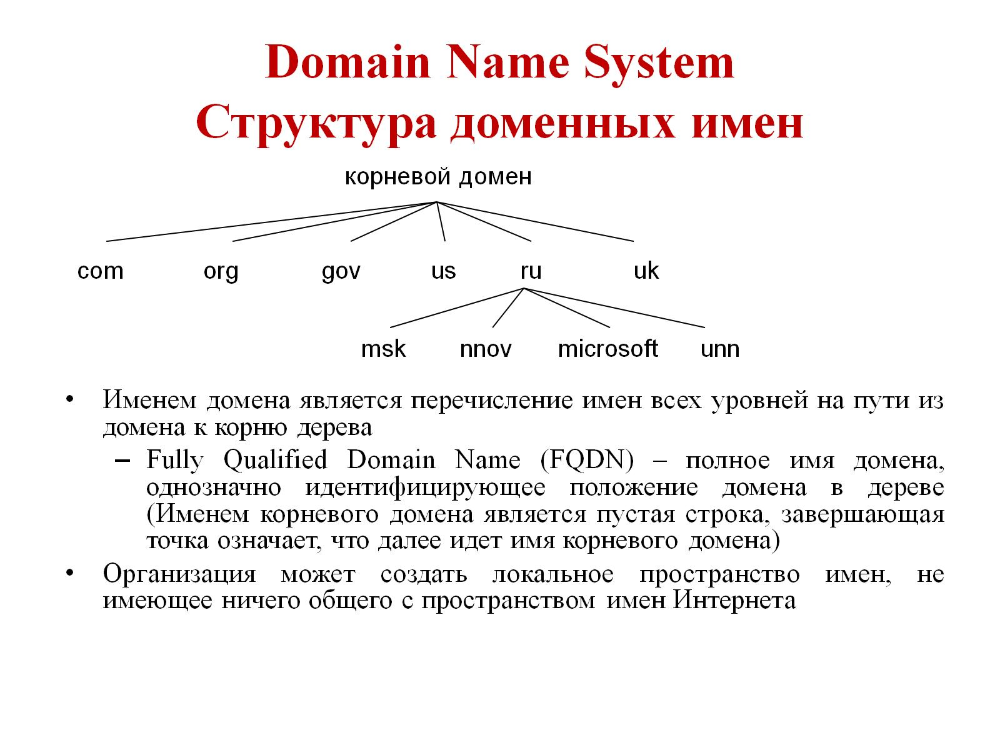 Domain Name System
Структура доменных имен
корневой домен
com org gov us ru uk
msk nnov microsoft unn
• Именем домена является перечисление имен всех уровней на пути из
домена к корню дерева
– Fully Qualified Domain Name (FQDN) – полное имя домена,
однозначно идентифицирующее положение домена в дереве
(Именем корневого домена является пустая строка, завершающая
точка означает, что далее идет имя корневого домена)
• Организация может создать локальное пространство имен, не
имеющее ничего общего с пространством имен Интернета